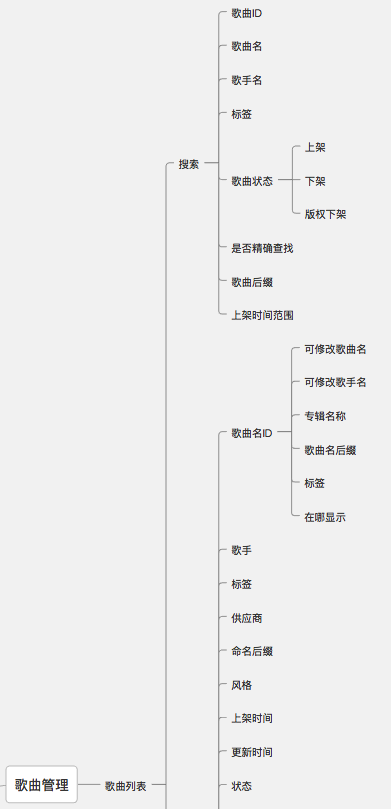 歌曲ID
歌曲名
歌手名
标签
上架
搜索
歌曲状态
下架
版权下架
是否精确查找
歌曲后缀
上架时间范围
可修改歌曲名
可修改歌手名
专辑名称
歌曲名ID
歌曲名后缀
标签
在哪显示
歌手
标签
供应商
命名后缀
风格
上架时间
更新时间
歌曲管理
歌曲列表
状态